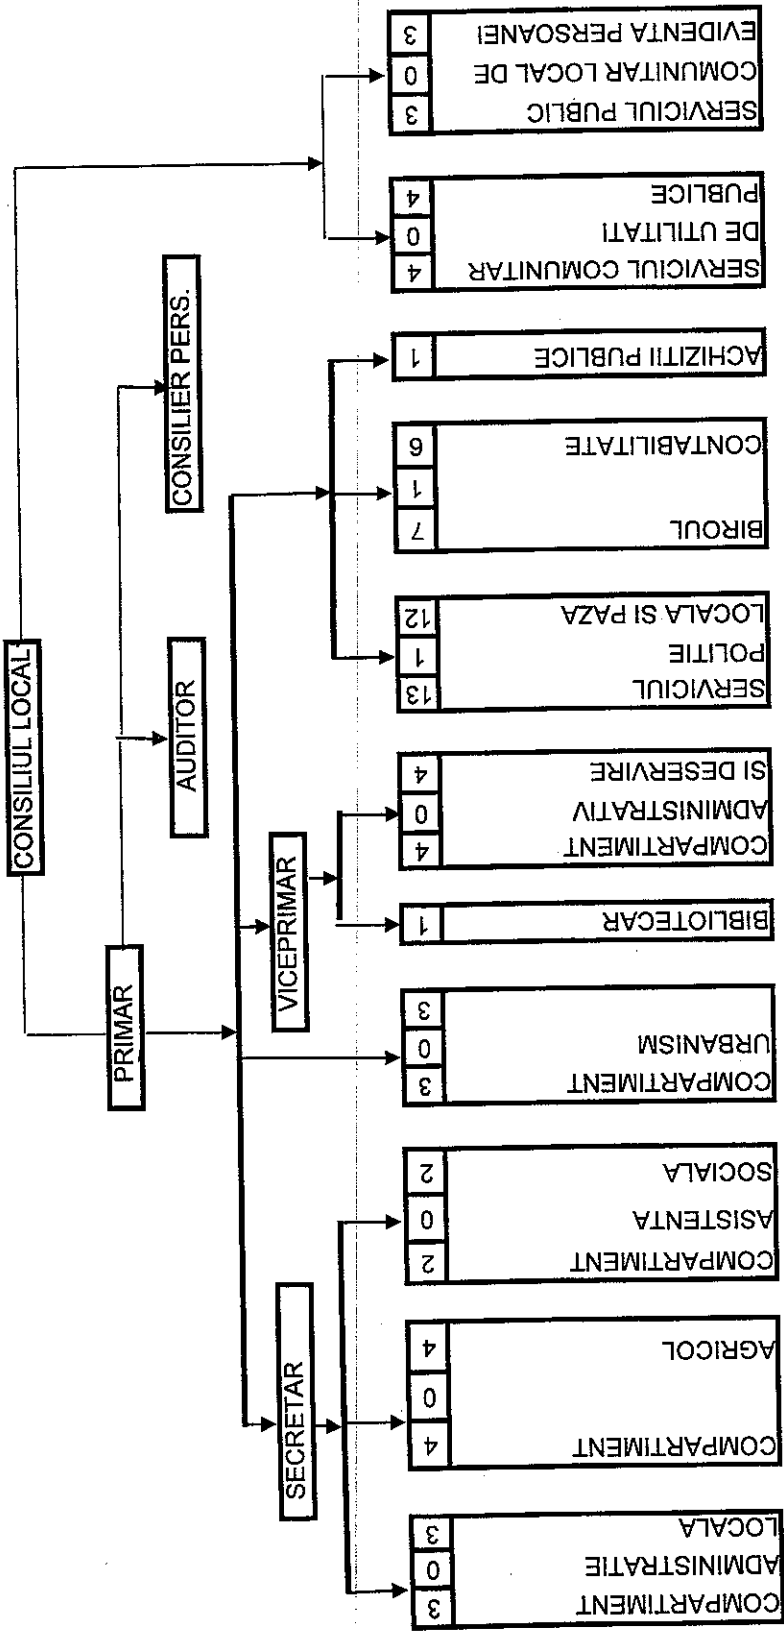 CONSILIUL LOCAL
PRIMAR
AUDITOR
CONSILIER PERS.
SECRETAR
VICEPRIMAR
COMPARTIMENT
ADMINISTRATIE
LOCALA
3
0
3
COMPARTIMENT
AGRICOL
4
0
4
COMPARTIMENT
ASISTENTA
SOCIALA
2
0
2
COMPARTIMENT
URBANISM
3
0
3
BIBLIOTECAR
1
COMPARTIMENT
ADMINISTRATIV
SI DESERVIRE
4
0
4
SERVICIUL
POLITIE
LOCALA SI PAZA
13
1
12
BIROUL
CONTABILITATE
7
1
6
ACHIZITII PUBLICE
1
SERVICIUL COMUNITAR
DE UTILITATI
PUBLICE
4
0
4
SERVICIUL PUBLIC
COMUNITAR LOCAL DE
EVIDENTA PERSOANEI
3
0
3